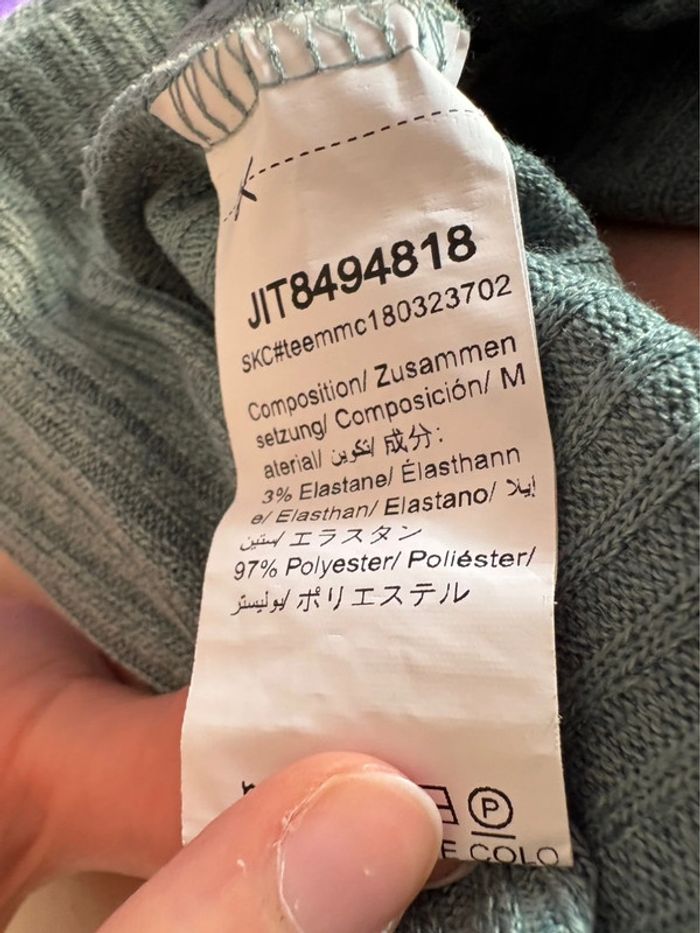 JIT8494818
SKC#teemmc180323702
Composition/ Zusammen
setzung/ Composición/ M
aterial/ تكوين/ 成分:
3% Elastane/ Élasthann
e/ Elasthan/ Elastano/ إيلا
ستين/ エラスタン
97% Polyester/ Poliéster/
بوليستر/ ポリエステル
P
COLO